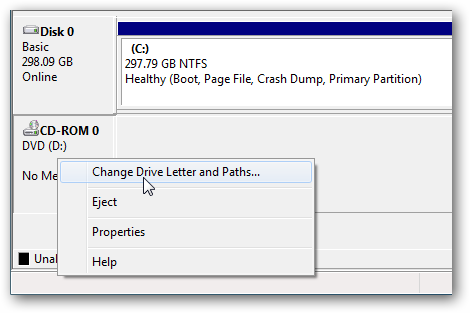 Disk 0
Basic
298.09 GB
Online
(C:)
297.79 GB NTFS
Healthy (Boot, Page File, Crash Dump, Primary Partition)
CD-ROM 0
DVD (D:)
No Me
Change Drive Letter and Paths...
Eject
Properties
Help
Unal